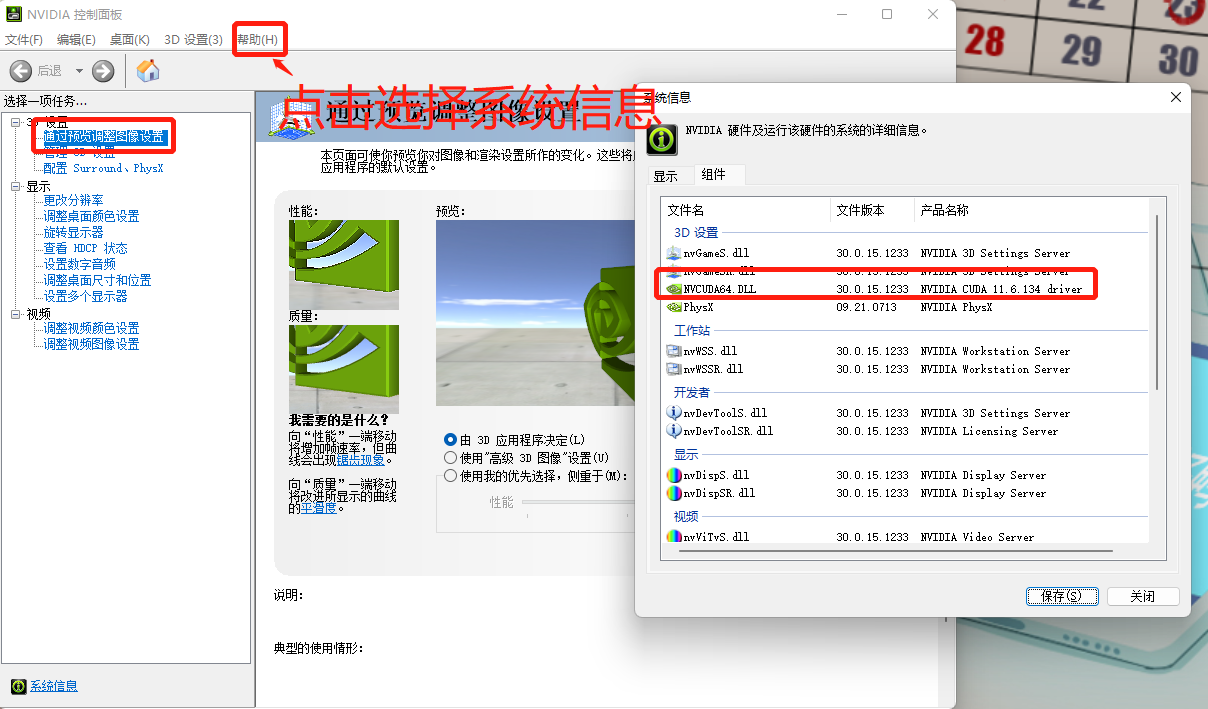 NVIDIA 控制面板
文件(F) 编辑(E) 桌面(K) 3D 设置(3) 帮助(H)
后退
点击选择系统信息
选择一项任务...
3D 设置
通过预览调整图像设置
管理 3D 设置
配置 Surround、PhysX
显示
更改分辨率
调整桌面颜色设置
旋转显示器
查看 HDCP 状态
设置数字音频
调整桌面尺寸和位置
设置多个显示器
视频
调整视频颜色设置
调整视频图像设置
系统信息
通过预览调整图像设置
本页面可使你预览你对图像和渲染设置所作的变化。这些将
应用程序的默认设置。
性能:
预览:
质量:
我需要的是什么?
向“性能”一端移动
将增加帧速率，但曲
线会出现锯齿现象。
向“质量”一端移动
将改进所显示的曲线
的平滑度。
由 3D 应用程序决定(L)
使用"高级 3D 图像"设置(U)
使用我的优先选择，侧重于(M):
性能
说明:
典型的使用情形:
系统信息
NVIDIA 硬件及运行该硬件的系统的详细信息。
显示 组件
文件名 文件版本 产品名称
3D 设置
nvGameS.dll 30.0.15.1233 NVIDIA 3D Settings Server
nvGameSR.dll 30.0.15.1233 NVIDIA 3D Settings Server
NVCUDA64.DLL 30.0.15.1233 NVIDIA CUDA 11.6.134 driver
PhysX 09.21.0713 NVIDIA PhysX
工作站
nvWSS.dll 30.0.15.1233 NVIDIA Workstation Server
nvWSSR.dll 30.0.15.1233 NVIDIA Workstation Server
开发者
nvDevToolS.dll 30.0.15.1233 NVIDIA 3D Settings Server
nvDevToolSR.dll 30.0.15.1233 NVIDIA Licensing Server
显示
nvDispS.dll 30.0.15.1233 NVIDIA Display Server
nvDispSR.dll 30.0.15.1233 NVIDIA Display Server
视频
nvViTvS.dll 30.0.15.1233 NVIDIA Video Server
保存(S) 关闭
22 23
28 29 30